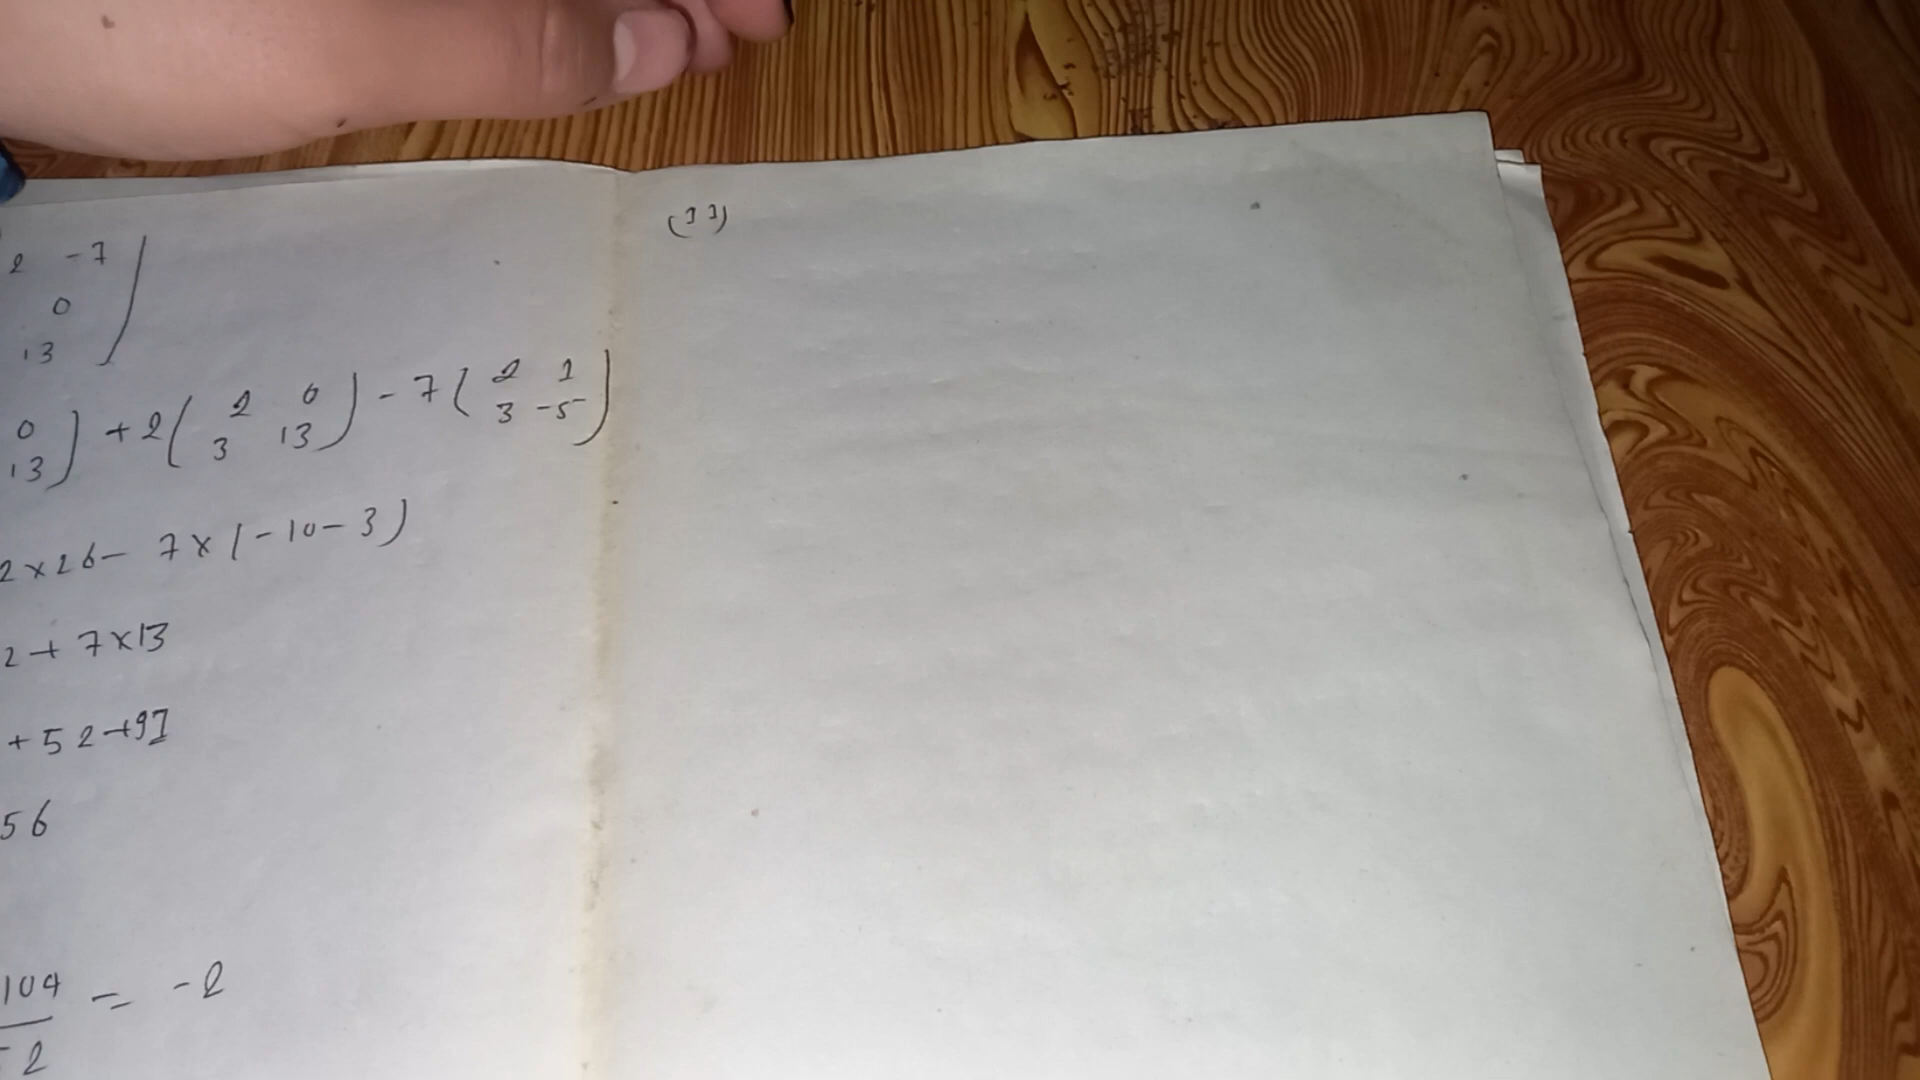 2 -7
0
13
0 ) + 2 ( 2 0 ) - 7 ( 2 1 )
13 3 13 3 -5
2 x 26 - 7 x (-10-3)
2 + 7 x 13
+ 52 + 91
56
104 = -2
52
(11)